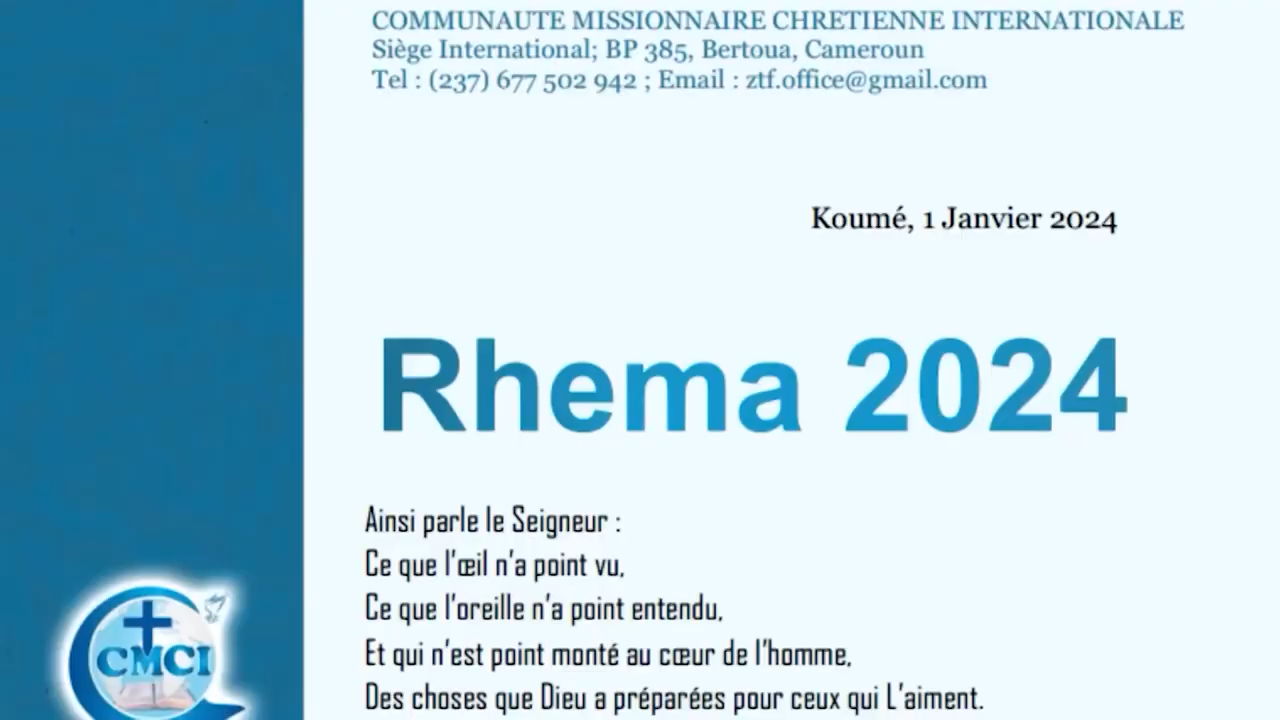 COMMUNAUTE MISSIONNAIRE CHRETIENNE INTERNATIONALE
Siège International; BP 385, Bertoua, Cameroun
Tel : (237) 677 502 942 ; Email : ztf.office@gmail.com
Koumé, 1 Janvier 2024
Rhema 2024
Ainsi parle le Seigneur :
Ce que l'œil n'a point vu,
Ce que l'oreille n'a point entendu,
Et qui n'est point monté au cœur de l'homme,
Des choses que Dieu a préparées pour ceux qui L'aiment.
CMCI